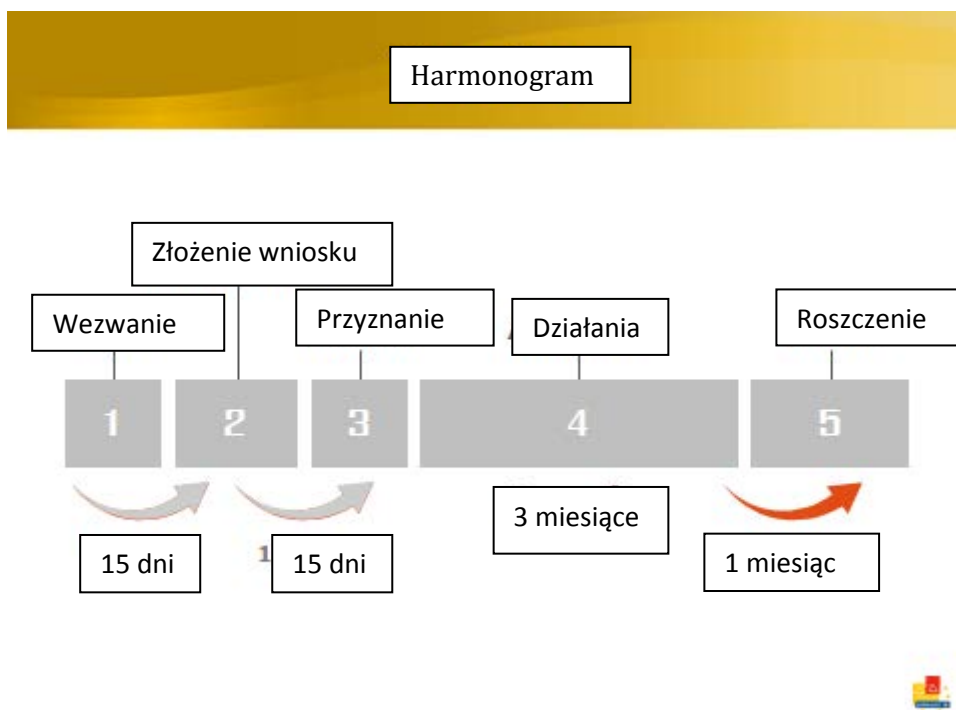 Harmonogram
Złożenie wniosku
Wezwanie
Przyznanie
Działania
Roszczenie
1
2
3
4
5
3 miesiące
15 dni
1
15 dni
1 miesiąc